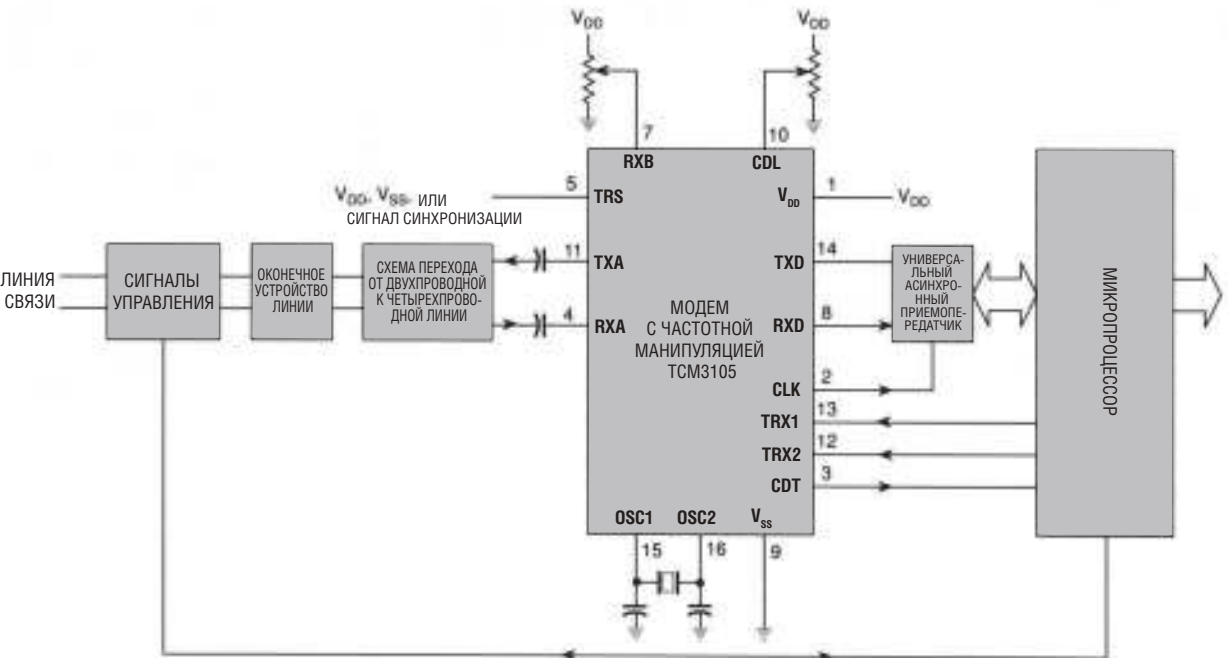 V_DD
V_DD
7
10
RXB
CDL
V_DD, V_SS, ИЛИ
СИГНАЛ СИНХРОНИЗАЦИИ
5
TRS
V_DD
1
V_DD
ЛИНИЯ
СВЯЗИ
СИГНАЛЫ
УПРАВЛЕНИЯ
ОКОНЕЧНОЕ
УСТРОЙСТВО
ЛИНИИ
СХЕМА ПЕРЕХОДА
ОТ ДВУХПРОВОДНОЙ
К ЧЕТЫРЕХПРОВО-
ДНОЙ ЛИНИИ
11
TXA
4
RXA
МОДЕМ
С ЧАСТОТНОЙ
МАНИПУЛЯЦИЕЙ
TCM3105
TXD
14
RXD
8
CLK
2
TRX1
13
TRX2
12
CDT
3
УНИВЕРСА-
ЛЬНЫЙ
АСИНХРО-
ННЫЙ
ПРИЕМОПЕ-
РЕДАТЧИК
МИКРОПРОЦЕССОР
OSC1
OSC2
V_SS
15
16
9